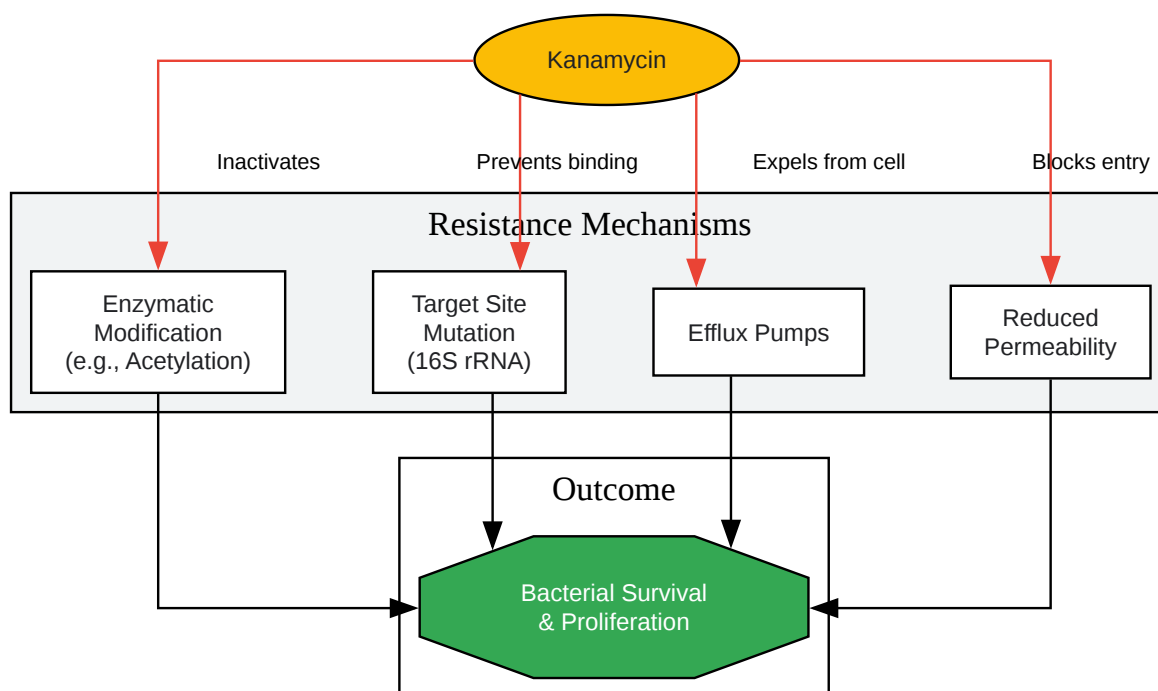 Kanamycin
Inactivates
Prevents binding
Expels from cell
Blocks entry
Resistance Mechanisms
Enzymatic
Modification
(e.g., Acetylation)
Target Site
Mutation
(16S rRNA)
Efflux Pumps
Reduced
Permeability
Outcome
Bacterial Survival
& Proliferation